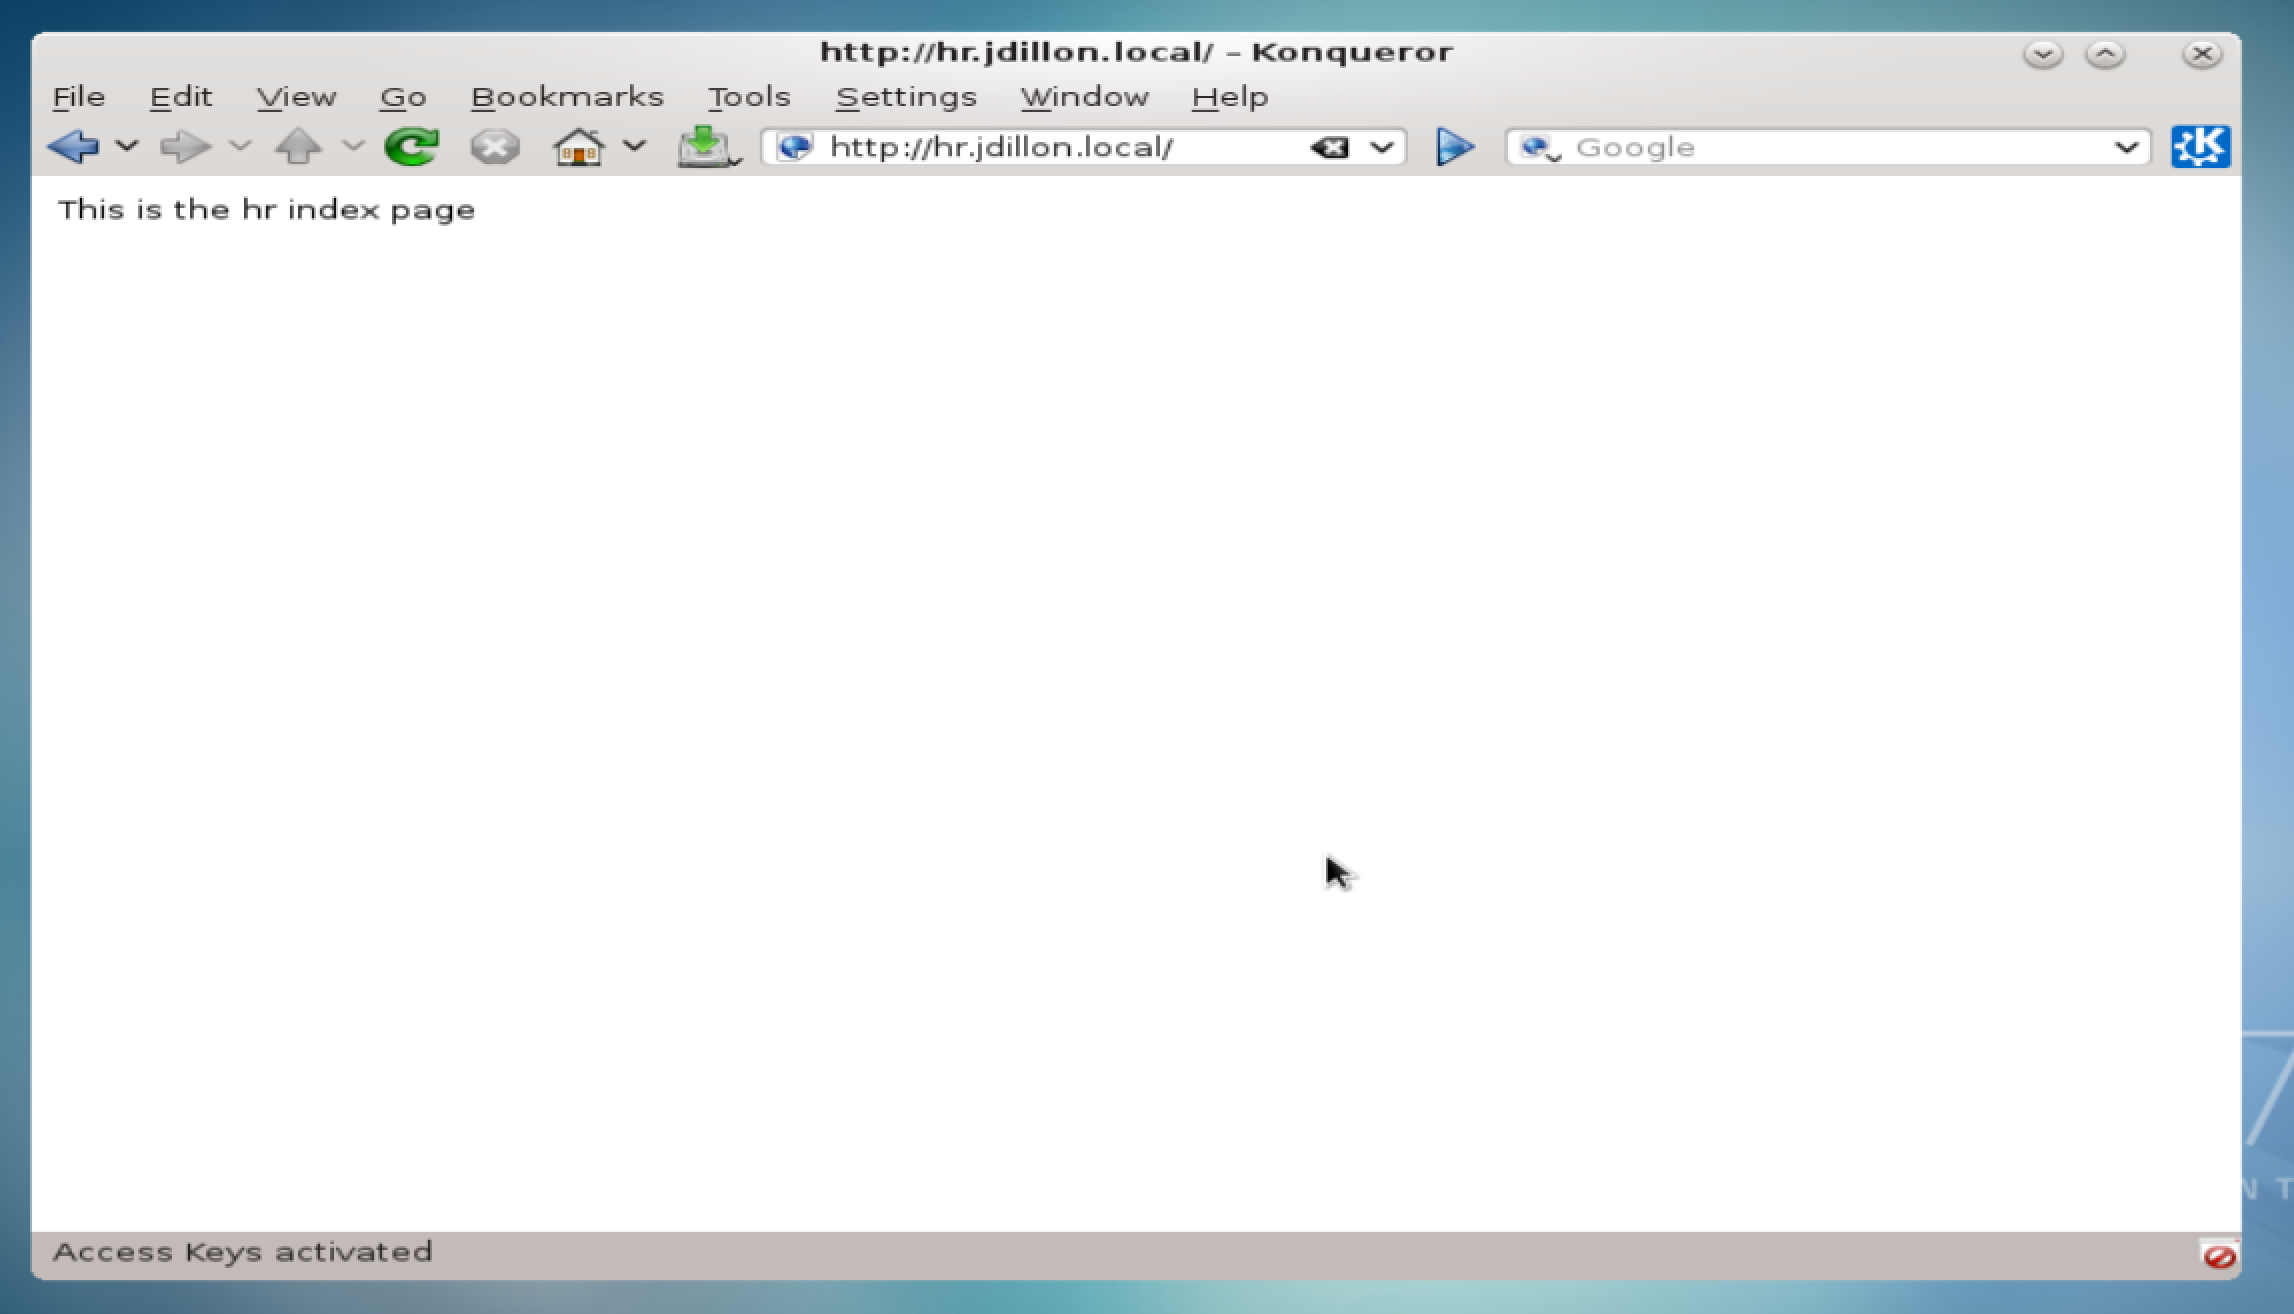 http://hr.jdillon.local/ – Konqueror
File Edit View Go Bookmarks Tools Settings Window Help
http://hr.jdillon.local/ Google
This is the hr index page
7
N T
Access Keys activated